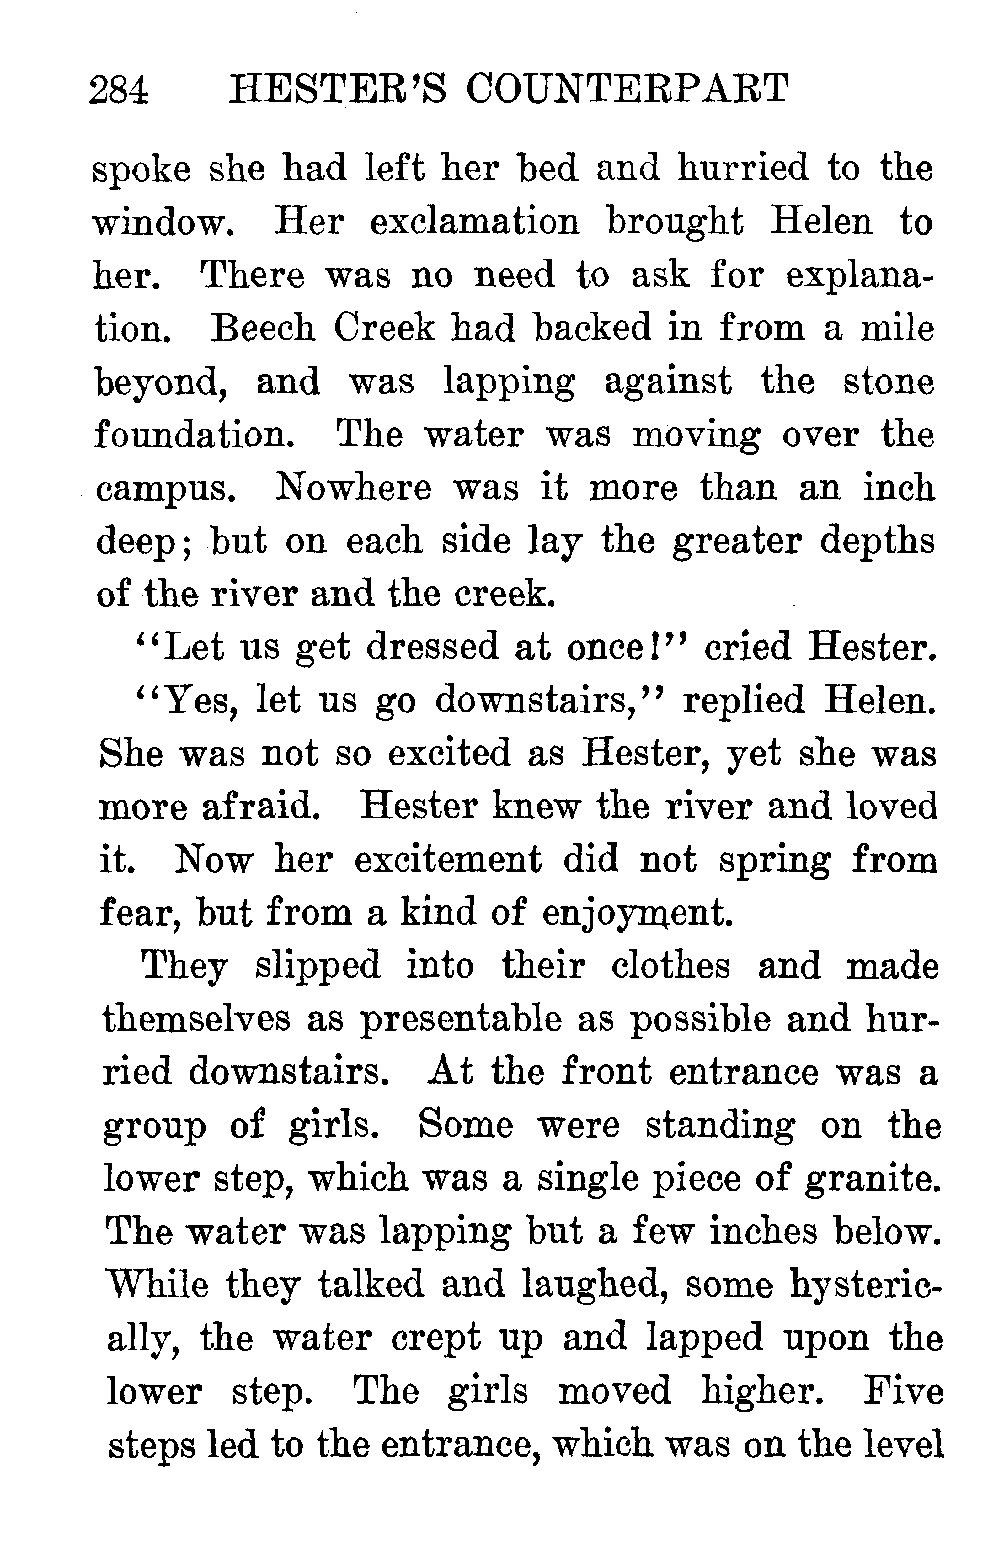 284 HESTER'S COUNTERPART
spoke she had left her bed and hurried to the
window. Her exclamation brought Helen to
her. There was no need to ask for explana-
tion. Beech Creek had backed in from a mile
beyond, and was lapping against the stone
foundation. The water was moving over the
campus. Nowhere was it more than an inch
deep; but on each side lay the greater depths
of the river and the creek.
"Let us get dressed at once!" cried Hester.
"Yes, let us go downstairs," replied Helen.
She was not so excited as Hester, yet she was
more afraid. Hester knew the river and loved
it. Now her excitement did not spring from
fear, but from a kind of enjoyment.
They slipped into their clothes and made
themselves as presentable as possible and hur-
ried downstairs. At the front entrance was a
group of girls. Some were standing on the
lower step, which was a single piece of granite.
The water was lapping but a few inches below.
While they talked and laughed, some hysteric-
ally, the water crept up and lapped upon the
lower step. The girls moved higher. Five
steps led to the entrance, which was on the level